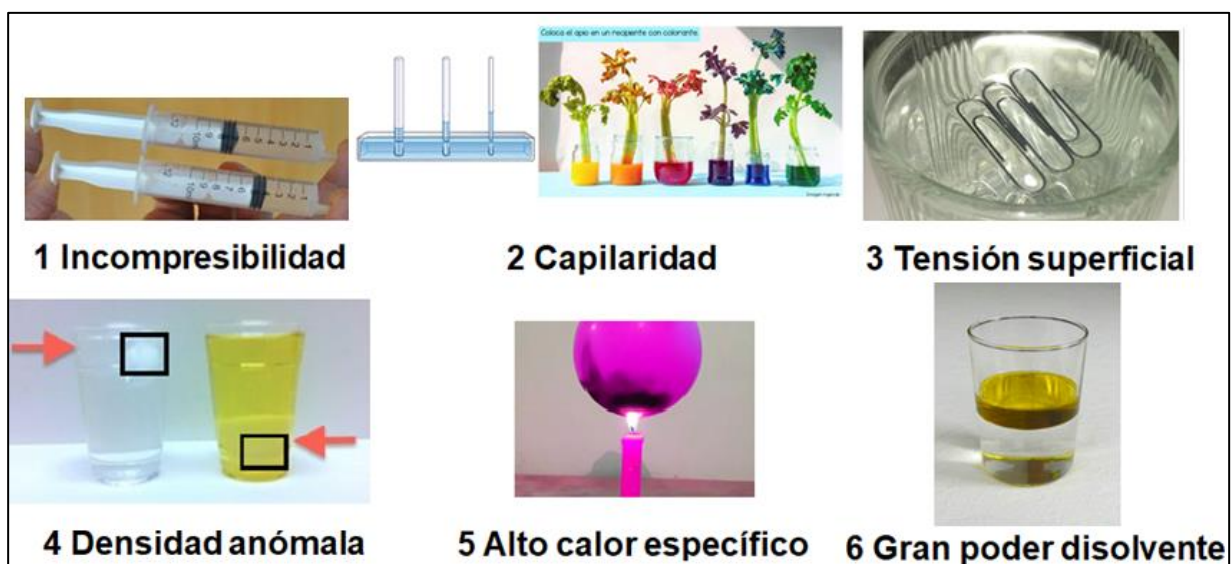 Coloca el apio en un recipiente con colorante.
1 Incompresibilidad
2 Capilaridad
3 Tensión superficial
4 Densidad anómala
5 Alto calor específico
6 Gran poder disolvente